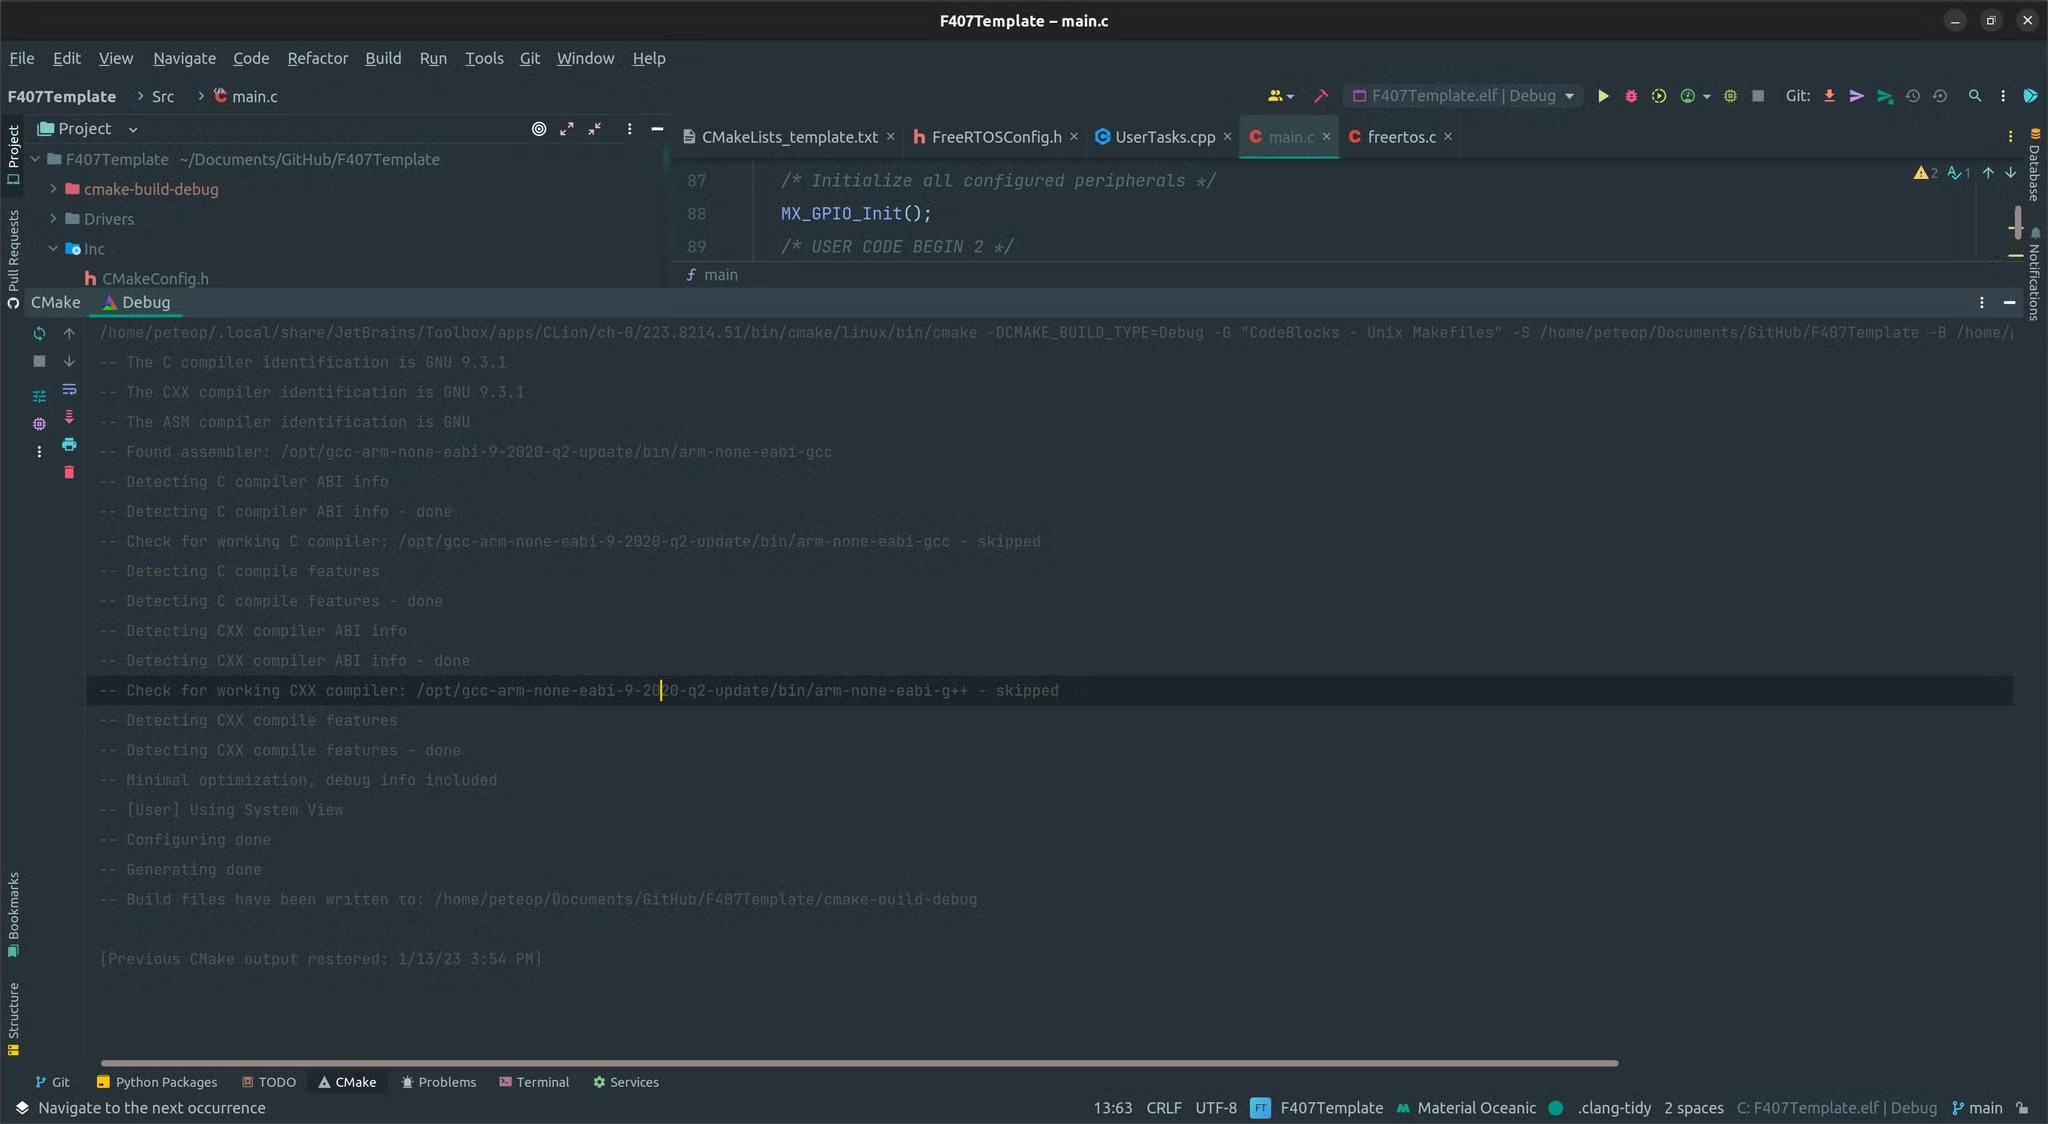 F407Template – main.c
File Edit View Navigate Code Refactor Build Run Tools Git Window Help
F407Template Src main.c
F407Template.elf | Debug Git:
Project
CMakeLists_template.txt FreeRTOSConfig.h UserTasks.cpp main.c freertos.c
F407Template ~/Documents/GitHub/F407Template
cmake-build-debug
Drivers
Inc
CMakeConfig.h
87 /* Initialize all configured peripherals */
88 MX_GPIO_Init();
89 /* USER CODE BEGIN 2 */
2 1
main
Project
Pull Requests
Bookmarks
Structure
Database
Notifications
CMake Debug
/home/peteop/.local/share/JetBrains/Toolbox/apps/CLion/ch-0/223.8214.51/bin/cmake/linux/bin/cmake -DCMAKE_BUILD_TYPE=Debug -G "CodeBlocks - Unix Makefiles" -S /home/peteop/Documents/GitHub/F407Template -B /home/
-- The C compiler identification is GNU 9.3.1
-- The CXX compiler identification is GNU 9.3.1
-- The ASM compiler identification is GNU
-- Found assembler: /opt/gcc-arm-none-eabi-9-2020-q2-update/bin/arm-none-eabi-gcc
-- Detecting C compiler ABI info
-- Detecting C compiler ABI info - done
-- Check for working C compiler: /opt/gcc-arm-none-eabi-9-2020-q2-update/bin/arm-none-eabi-gcc - skipped
-- Detecting C compile features
-- Detecting C compile features - done
-- Detecting CXX compiler ABI info
-- Detecting CXX compiler ABI info - done
-- Check for working CXX compiler: /opt/gcc-arm-none-eabi-9-2020-q2-update/bin/arm-none-eabi-g++ - skipped
-- Detecting CXX compile features
-- Detecting CXX compile features - done
-- Minimal optimization, debug info included
-- [User] Using System View
-- Configuring done
-- Generating done
-- Build files have been written to: /home/peteop/Documents/GitHub/F407Template/cmake-build-debug
[Previous CMake output restored: 1/13/23 3:54 PM]
Git Python Packages TODO CMake Problems Terminal Services
Navigate to the next occurrence 13:63 CRLF UTF-8 FT F407Template Material Oceanic .clang-tidy 2 spaces C: F407Template.elf | Debug main